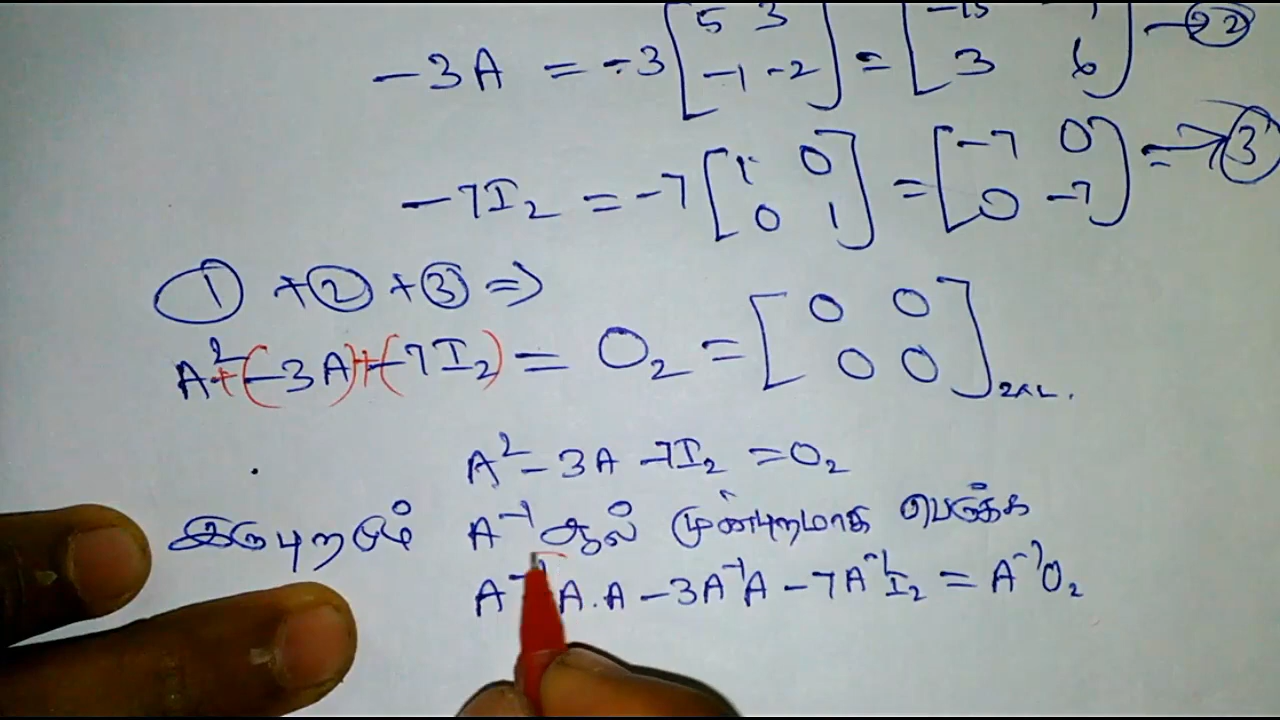 -3A = -3 [5 3 -1 -2] = [-15 3 6] → 2
-7I₂ = -7 [1 0 0 1] = [-7 0 0 -7] → 3
① + ② + ③ ⇒
A² + (-3A) + (-7I₂) = O₂ = [0 0 0 0]₂ₓ₂.
A² - 3A - 7I₂ = O₂
இருபுறமும் A⁻¹ ஆல் முன்புறமாக பெருக்க
A⁻¹A.A - 3A⁻¹A - 7A⁻¹I₂ = A⁻¹O₂